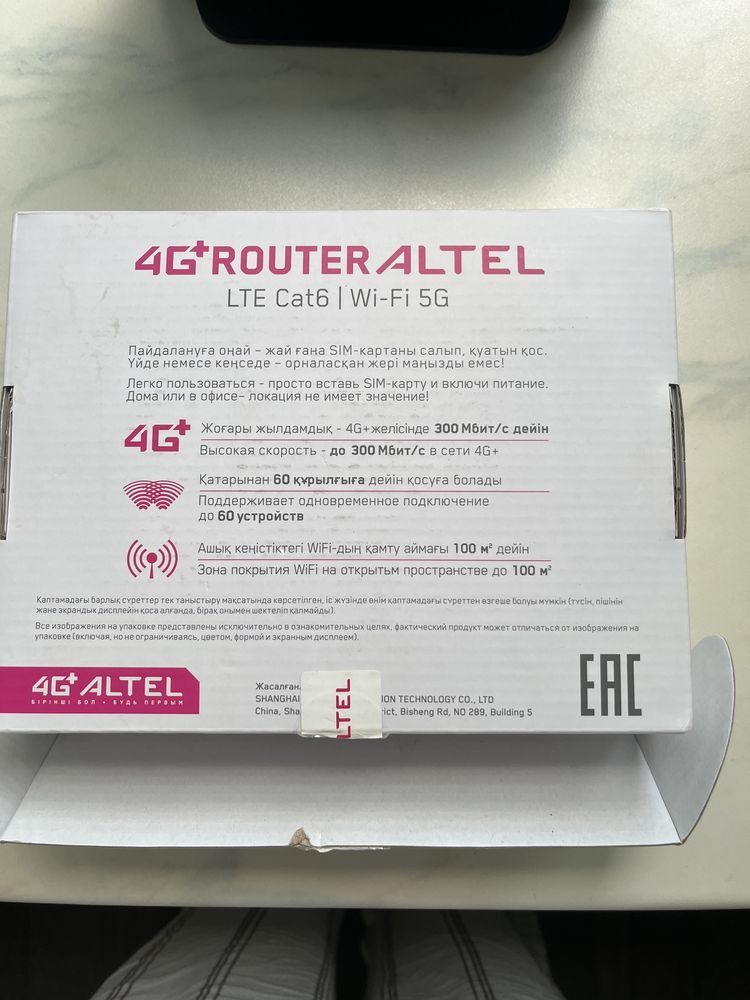 4G+ ROUTER ALTEL
LTE Cat6 | Wi-Fi 5G
Пайдалануға оңай – жай ғана SIM-картаны салып, қуатын қос.
Үйде немесе кеңседе – орналасқан жері маңызды емес!
Легко пользоваться - просто вставь SIM-карту и включи питание.
Дома или в офисе– локация не имеет значение!
4G+
Жоғары жылдамдық - 4G+желісінде 300 Мбит/с дейін
Высокая скорость - до 300 Мбит/с в сети 4G+
Қатарынан 60 құрылғыға дейін қосуға болады
Поддерживает одновременное подключение
до 60 устройств
Ашық кеңістіктегі WiFi-дың қамту аймағы 100 м² дейін
Зона покрытия WiFi на открытьм пространстве до 100 м²
Қаптамадағы барлық суреттер тек таныстыру мақсатында көрсетілген, іс жүзінде өнім қаптамадағы суреттен өзгеше болуы мүмкін (түсін, пішінін
және экрандық дисплейін қоса алғанда, бірақ онымен шектеліп қалмайды).
Все изображения на упаковке представлены исключительно в ознакомительных целях, фактический продукт может отличаться от изображения на
упаковке (включая, но не ограничиваясь, цветом, формой и экранным дисплеем).
4G+ ALTEL
БІРІНШІ БОЛ • БУДЬ ПЕРВЫМ
Жасалған
SHANGHAI ION TECHNOLOGY CO., LTD
China, Sha rict, Bisheng Rd, NO 289, Building 5
LTEL
EAC